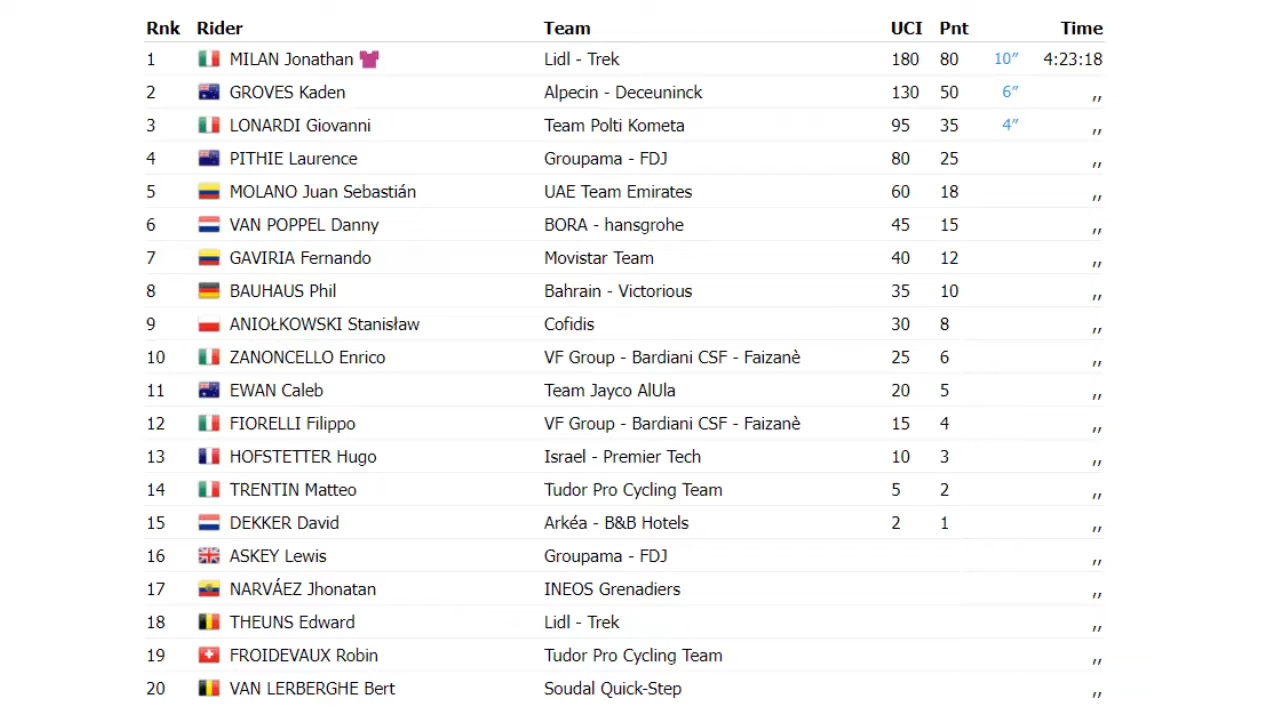 Rnk Rider Team UCI Pnt Time
1 MILAN Jonathan Lidl - Trek 180 80 10″ 4:23:18
2 GROVES Kaden Alpecin - Deceuninck 130 50 6″ ,,
3 LONARDI Giovanni Team Polti Kometa 95 35 4″ ,,
4 PITHIE Laurence Groupama - FDJ 80 25 ,,
5 MOLANO Juan Sebastián UAE Team Emirates 60 18 ,,
6 VAN POPPEL Danny BORA - hansgrohe 45 15 ,,
7 GAVIRIA Fernando Movistar Team 40 12 ,,
8 BAUHAUS Phil Bahrain - Victorious 35 10 ,,
9 ANIOŁKOWSKI Stanisław Cofidis 30 8 ,,
10 ZANONCELLO Enrico VF Group - Bardiani CSF - Faizanè 25 6 ,,
11 EWAN Caleb Team Jayco AlUla 20 5 ,,
12 FIORELLI Filippo VF Group - Bardiani CSF - Faizanè 15 4 ,,
13 HOFSTETTER Hugo Israel - Premier Tech 10 3 ,,
14 TRENTIN Matteo Tudor Pro Cycling Team 5 2 ,,
15 DEKKER David Arkéa - B&B Hotels 2 1 ,,
16 ASKEY Lewis Groupama - FDJ ,,
17 NARVÁEZ Jhonatan INEOS Grenadiers ,,
18 THEUNS Edward Lidl - Trek ,,
19 FROIDEVAUX Robin Tudor Pro Cycling Team ,,
20 VAN LERBERGHE Bert Soudal Quick-Step ,,